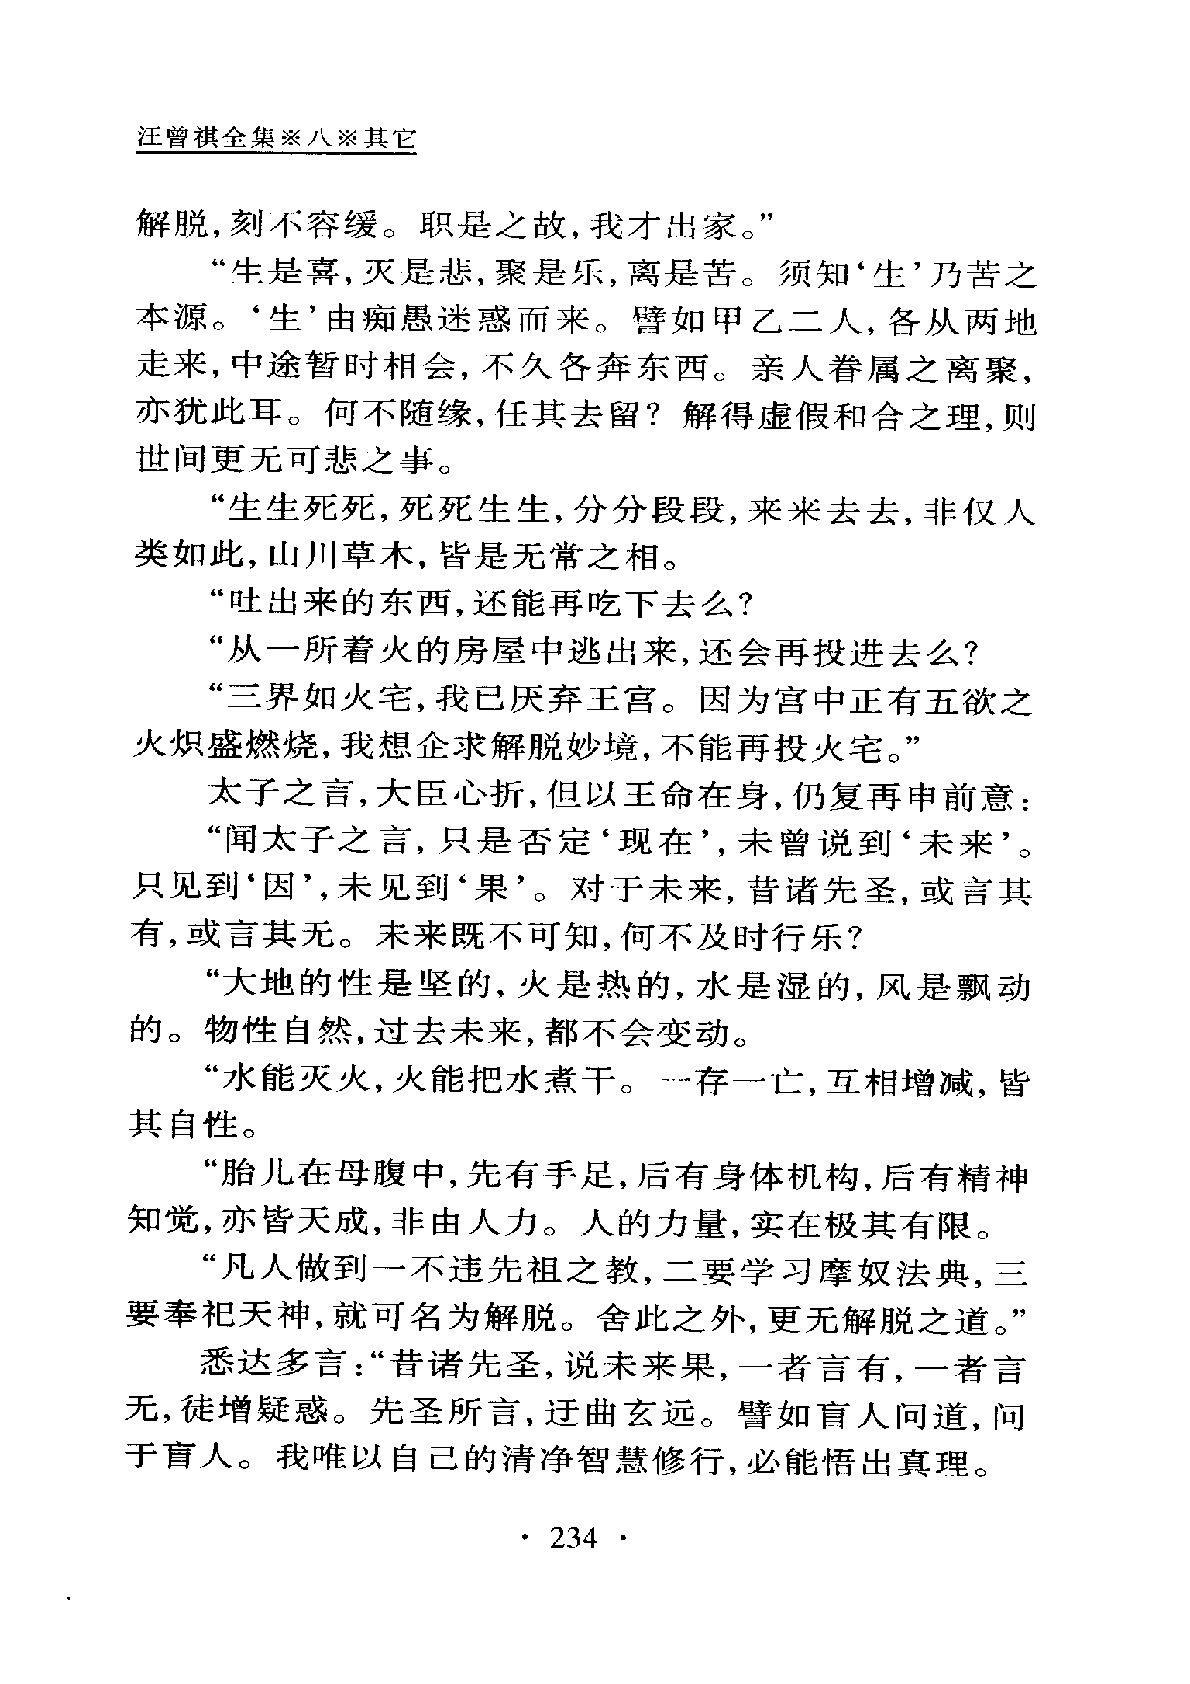 汪曾祺全集※八※其它
解脱,刻不容缓。职是之故,我才出家。”
“生是喜,灭是悲,聚是乐,离是苦。须知‘生’乃苦之
本源。‘生’由痴愚迷惑而来。譬如甲乙二人,各从两地
走来,中途暂时相会,不久各奔东西。亲人眷属之离聚,
亦犹此耳。何不随缘,任其去留?解得虚假和合之理,则
世间更无可悲之事。
“生生死死,死死生生,分分段段,来来去去,非仅人
类如此,山川草木,皆是无常之相。
“吐出来的东西,还能再吃下去么?
“从一所着火的房屋中逃出来,还会再投进去么?
“三界如火宅,我已厌弃王宫。因为宫中正有五欲之
火炽盛燃烧,我想企求解脱妙境,不能再投火宅。”
太子之言,大臣心折,但以王命在身,仍复再申前意:
“闻太子之言,只是否定‘现在’,未曾说到‘未来’。
只见到‘因’,未见到‘果’。对于未来,昔诸先圣,或言其
有,或言其无。未来既不可知,何不及时行乐?
“大地的性是坚的,火是热的,水是湿的,风是飘动
的。物性自然,过去未来,都不会变动。
“水能灭火,火能把水煮干。一存一亡,互相增减,皆
其自性。
“胎儿在母腹中,先有手足,后有身体机构,后有精神
知觉,亦皆天成,非由人力。人的力量,实在极其有限。
“凡人做到一不违先祖之教,二要学习摩奴法典,三
要奉祀天神,就可名为解脱。舍此之外,更无解脱之道。”
悉达多言:“昔诸先圣,说未来果,一者言有,一者言
无,徒增疑惑。先圣所言,迂曲玄远。譬如盲人问道,问
于盲人。我唯以自己的清净智慧修行,必能悟出真理。
· 234 ·